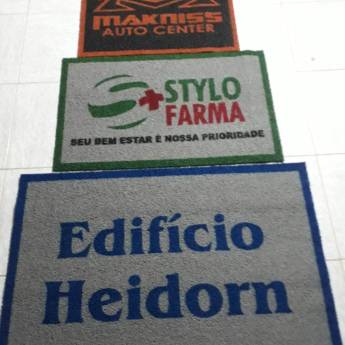 MAKNISS
AUTO CENTER
STYLO
FARMA
SEU BEM ESTAR É NOSSA PRIORIDADE
Edifício
Heidorn